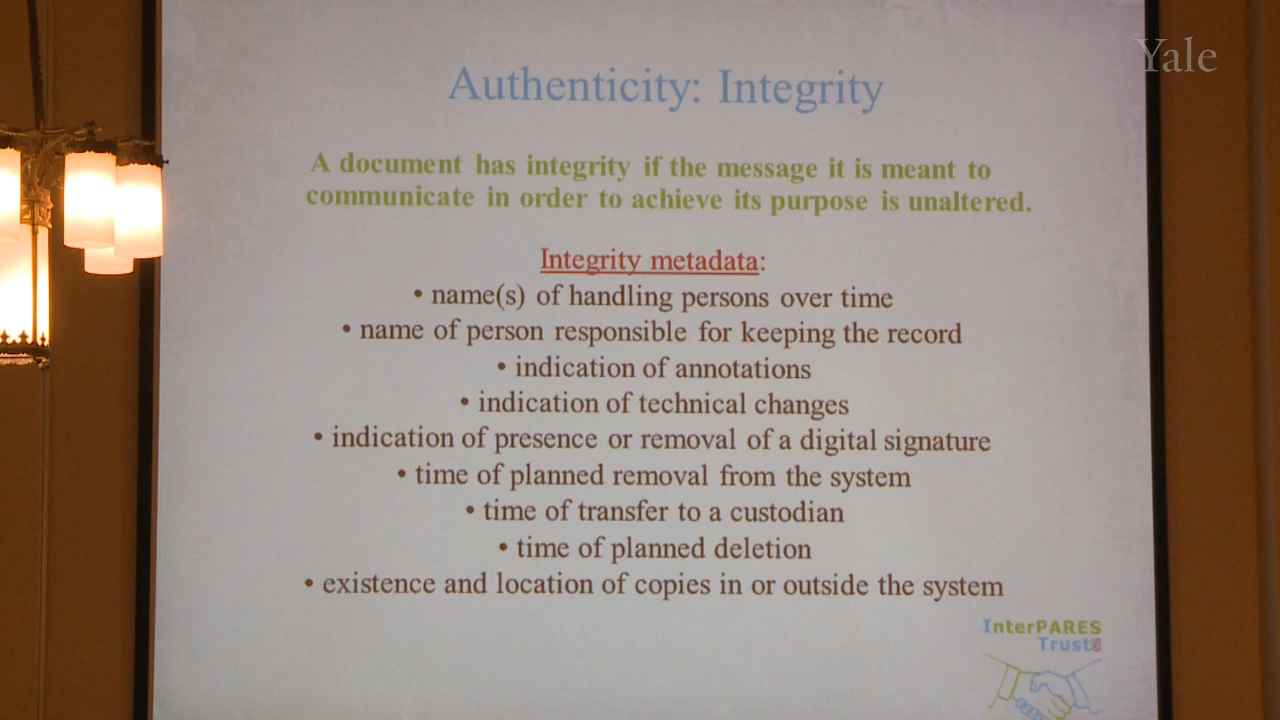 Yale
Authenticity: Integrity
A document has integrity if the message it is meant to
communicate in order to achieve its purpose is unaltered.
Integrity metadata:
• name(s) of handling persons over time
• name of person responsible for keeping the record
• indication of annotations
• indication of technical changes
• indication of presence or removal of a digital signature
• time of planned removal from the system
• time of transfer to a custodian
• time of planned deletion
• existence and location of copies in or outside the system
InterPARES
Trust